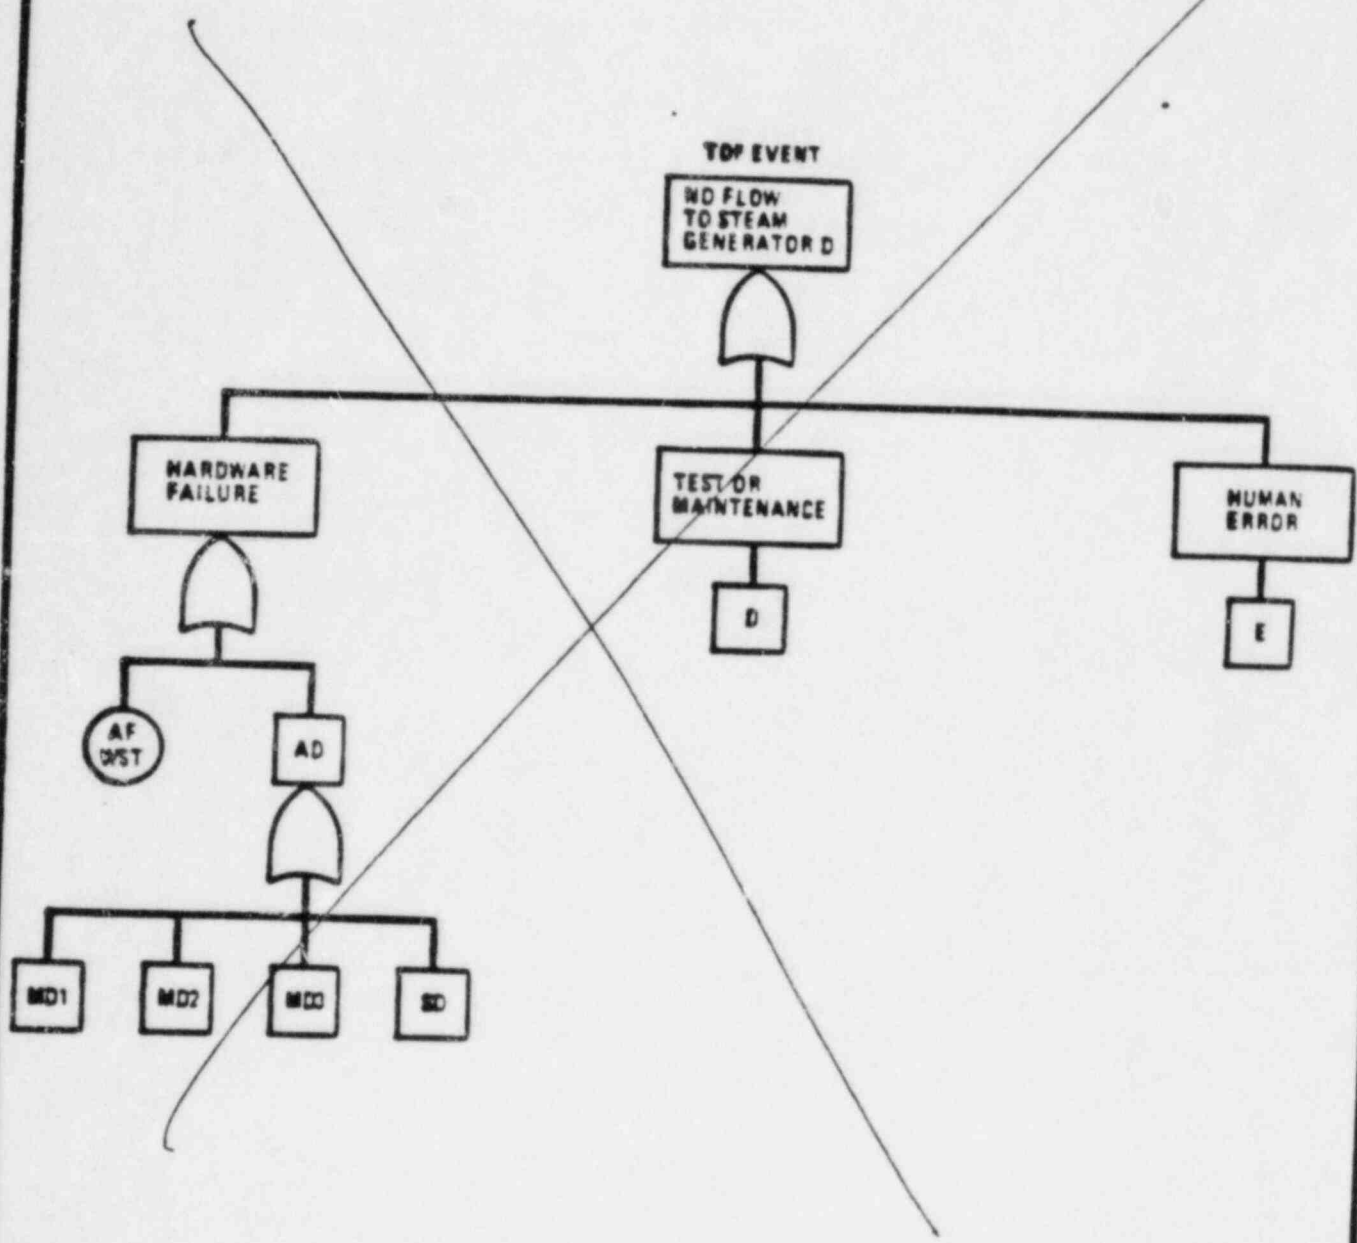 TOP EVENT
NO FLOW
TO STEAM
GENERATOR D
HARDWARE
FAILURE
TEST OR
MAINTENANCE
HUMAN
ERROR
D
E
AF
AD
MD1
MD2
MD3
SD